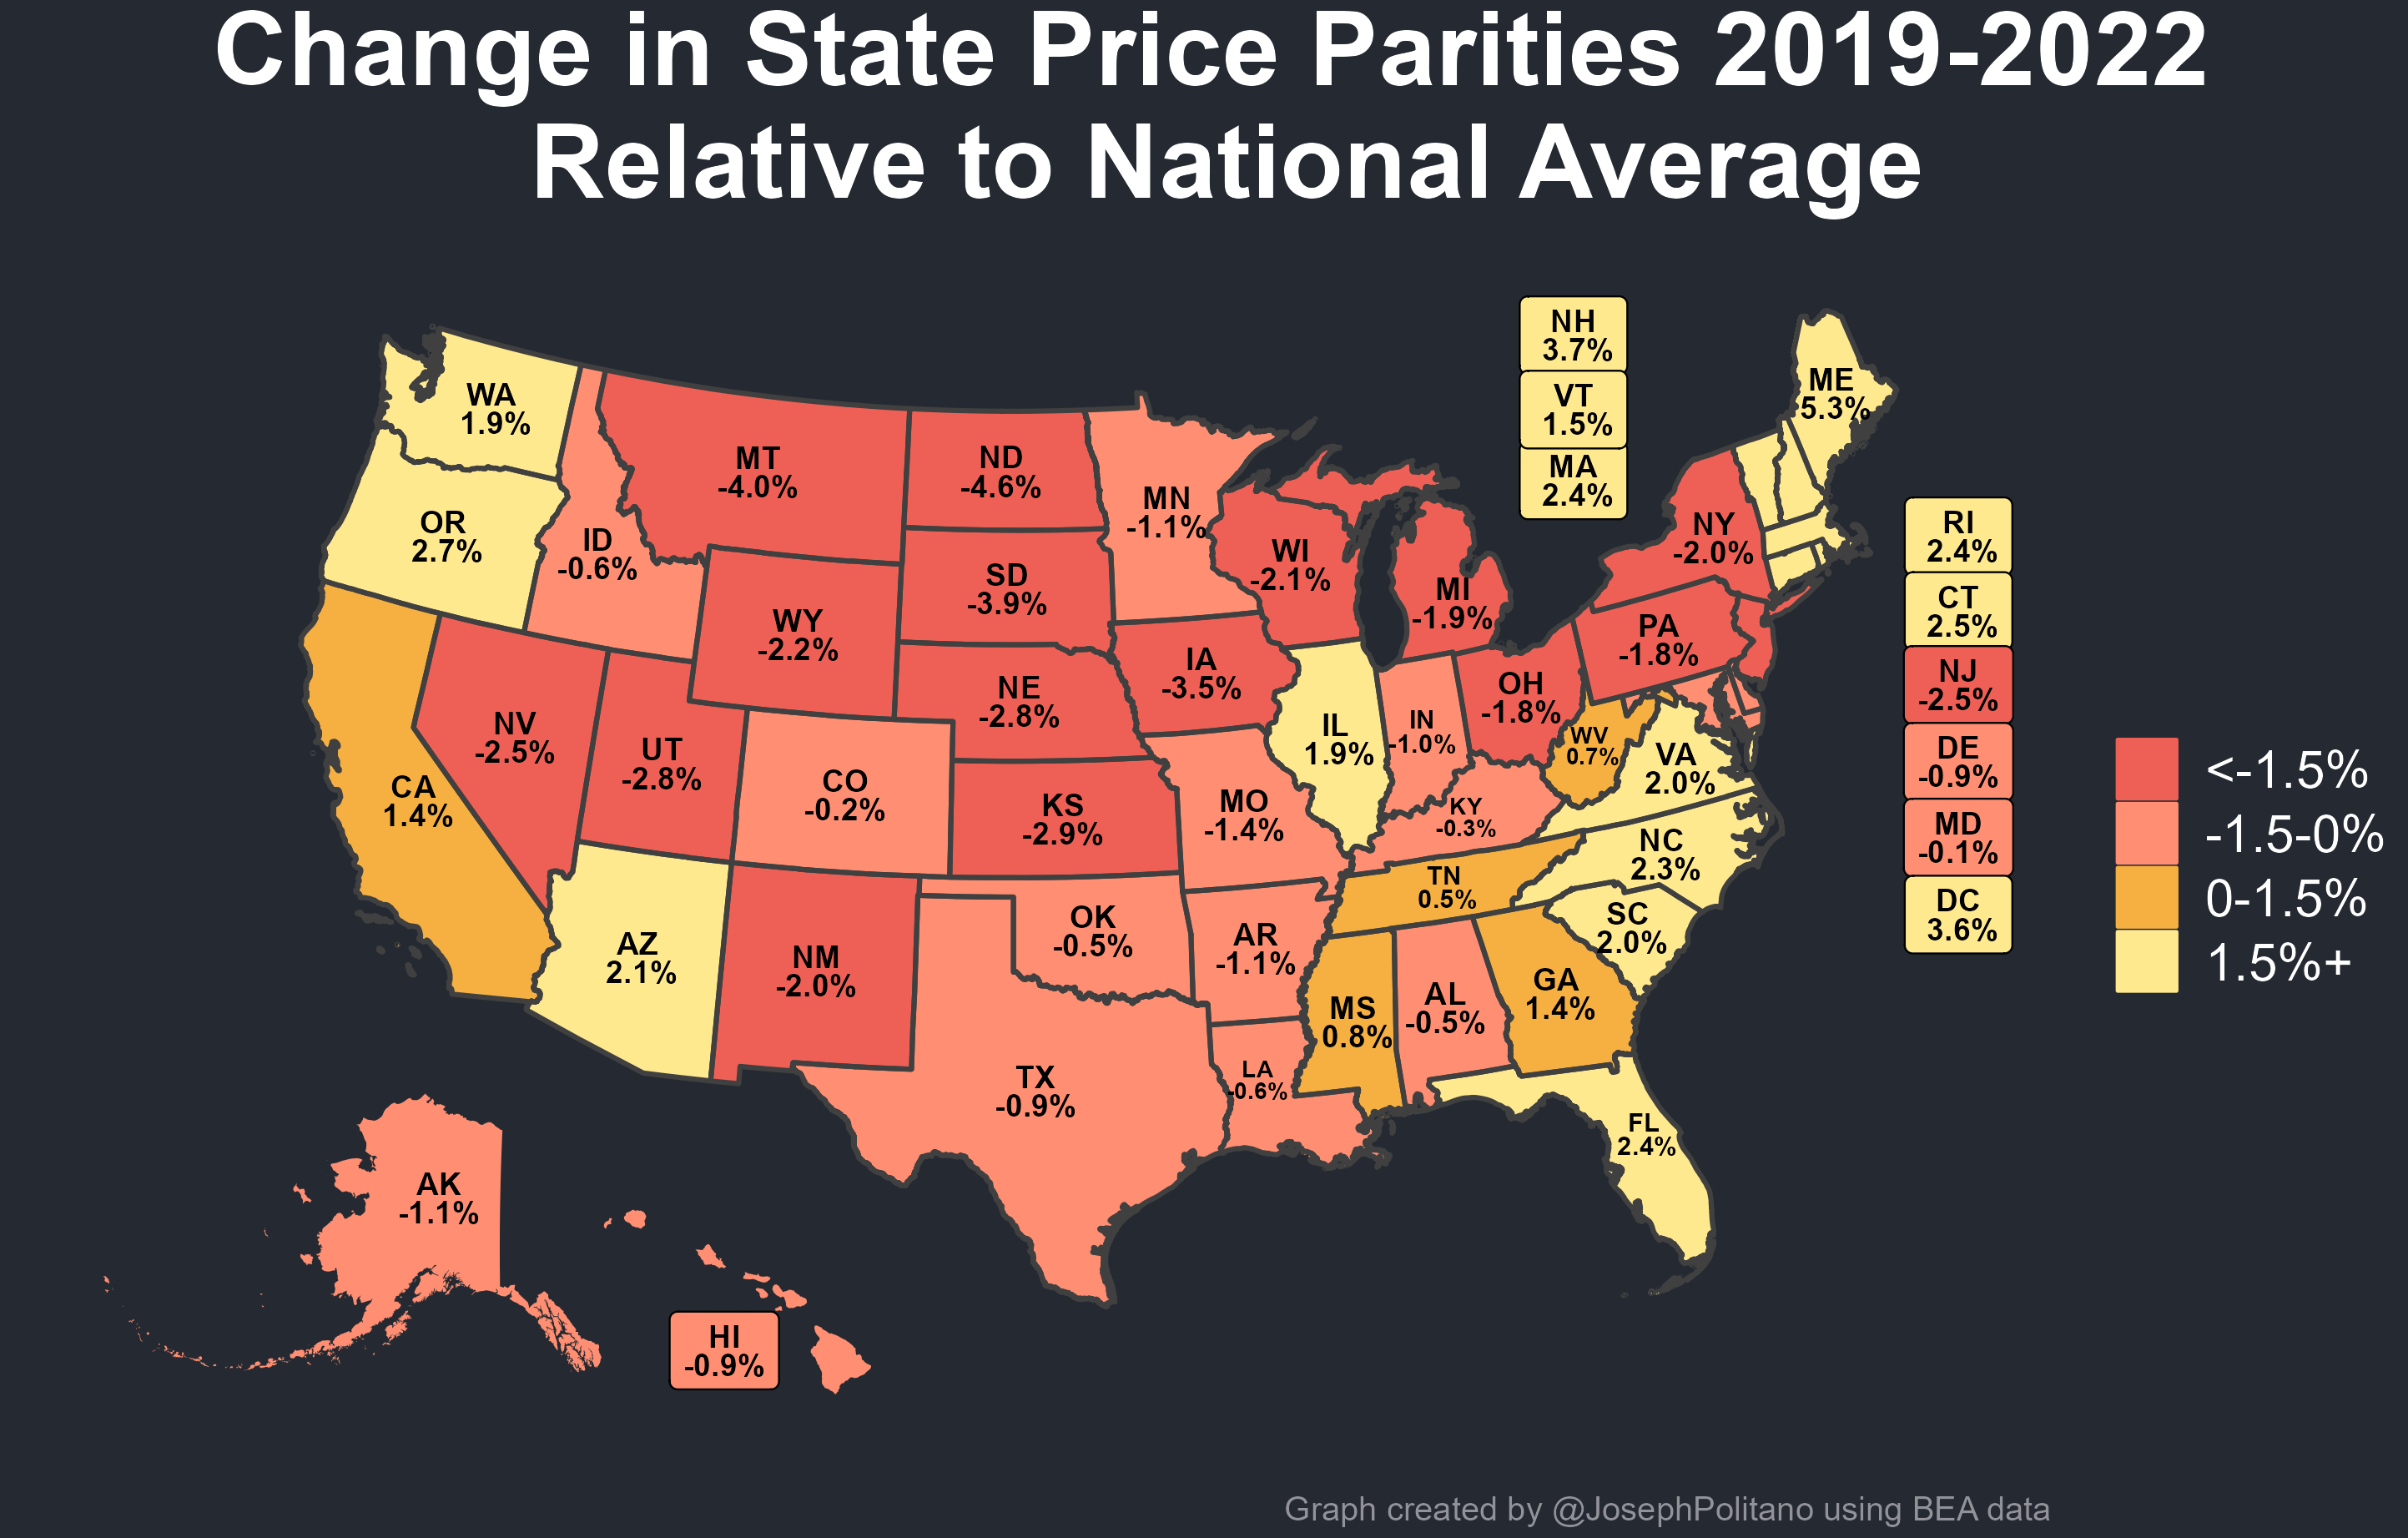 Change in State Price Parities 2019-2022
Relative to National Average
NH
3.7%
VT
1.5%
MA
2.4%
ME
5.3%
WA
1.9%
MT
-4.0%
ND
-4.6%
MN
-1.1%
OR
2.7%
ID
-0.6%
WI
-2.1%
NY
-2.0%
RI
2.4%
SD
-3.9%
MI
-1.9%
CT
2.5%
WY
-2.2%
PA
-1.8%
IA
-3.5%
NJ
-2.5%
NE
-2.8%
OH
-1.8%
NV
-2.5%
UT
-2.8%
IL
1.9%
IN
-1.0%
WV
0.7%
VA
2.0%
DE
-0.9%
CA
1.4%
CO
-0.2%
KS
-2.9%
MO
-1.4%
KY
-0.3%
MD
-0.1%
NC
2.3%
TN
0.5%
DC
3.6%
AZ
2.1%
NM
-2.0%
OK
-0.5%
AR
-1.1%
SC
2.0%
MS
0.8%
AL
-0.5%
GA
1.4%
TX
-0.9%
LA
-0.6%
FL
2.4%
AK
-1.1%
HI
-0.9%
<-1.5%
-1.5-0%
0-1.5%
1.5%+
Graph created by @JosephPolitano using BEA data